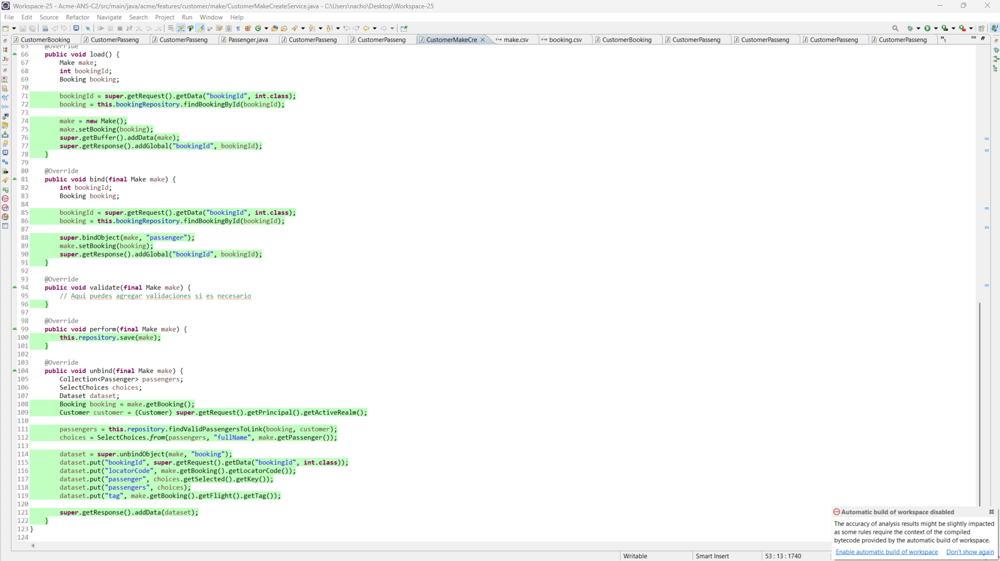 Workspace-25 - Acme-ANS-C2/src/main/java/acme/features/customer/make/CustomerMakeCreateService.java - C:\Users\nacho\Desktop\Workspace-25
File Edit Source Refactor Navigate Search Project Run Window Help
CustomerBooking CustomerPasseng CustomerPasseng Passenger.java CustomerPasseng CustomerPasseng CustomerMakeCre make.csv booking.csv CustomerBooking CustomerPasseng CustomerPasseng CustomerPasseng CustomerPasseng »1
65 @Override
66 public void load() {
67 Make make;
68 int bookingId;
69 Booking booking;
70
71 bookingId = super.getRequest().getData("bookingId", int.class);
72 booking = this.bookingRepository.findBookingById(bookingId);
73
74 make = new Make();
75 make.setBooking(booking);
76 super.getBuffer().addData(make);
77 super.getResponse().addGlobal("bookingId", bookingId);
78 }
79
80 @Override
81 public void bind(final Make make) {
82 int bookingId;
83 Booking booking;
84
85 bookingId = super.getRequest().getData("bookingId", int.class);
86 booking = this.bookingRepository.findBookingById(bookingId);
87
88 super.bindObject(make, "passenger");
89 make.setBooking(booking);
90 super.getResponse().addGlobal("bookingId", bookingId);
91 }
92
93 @Override
94 public void validate(final Make make) {
95 // Aquí puedes agregar validaciones si es necesario
96 }
97
98 @Override
99 public void perform(final Make make) {
100 this.repository.save(make);
101 }
102
103 @Override
104 public void unbind(final Make make) {
105 Collection<Passenger> passengers;
106 SelectChoices choices;
107 Dataset dataset;
108 Booking booking = make.getBooking();
109 Customer customer = (Customer) super.getRequest().getPrincipal().getActiveRealm();
110
111 passengers = this.repository.findValidPassengersToLink(booking, customer);
112 choices = SelectChoices.from(passengers, "fullName", make.getPassenger());
113
114 dataset = super.unbindObject(make, "booking");
115 dataset.put("bookingId", super.getRequest().getData("bookingId", int.class));
116 dataset.put("locatorCode", make.getBooking().getLocatorCode());
117 dataset.put("passenger", choices.getSelected().getKey());
118 dataset.put("passengers", choices);
119 dataset.put("tag", make.getBooking().getFlight().getTag());
120
121 super.getResponse().addData(dataset);
122 }
123 }
124
Automatic build of workspace disabled
The accuracy of analysis results might be slightly impacted
as some rules require the context of the compiled
bytecode provided by the automatic build of workspace.
Enable automatic build of workspace Don't show again
Writable Smart Insert 53 : 13 : 1740